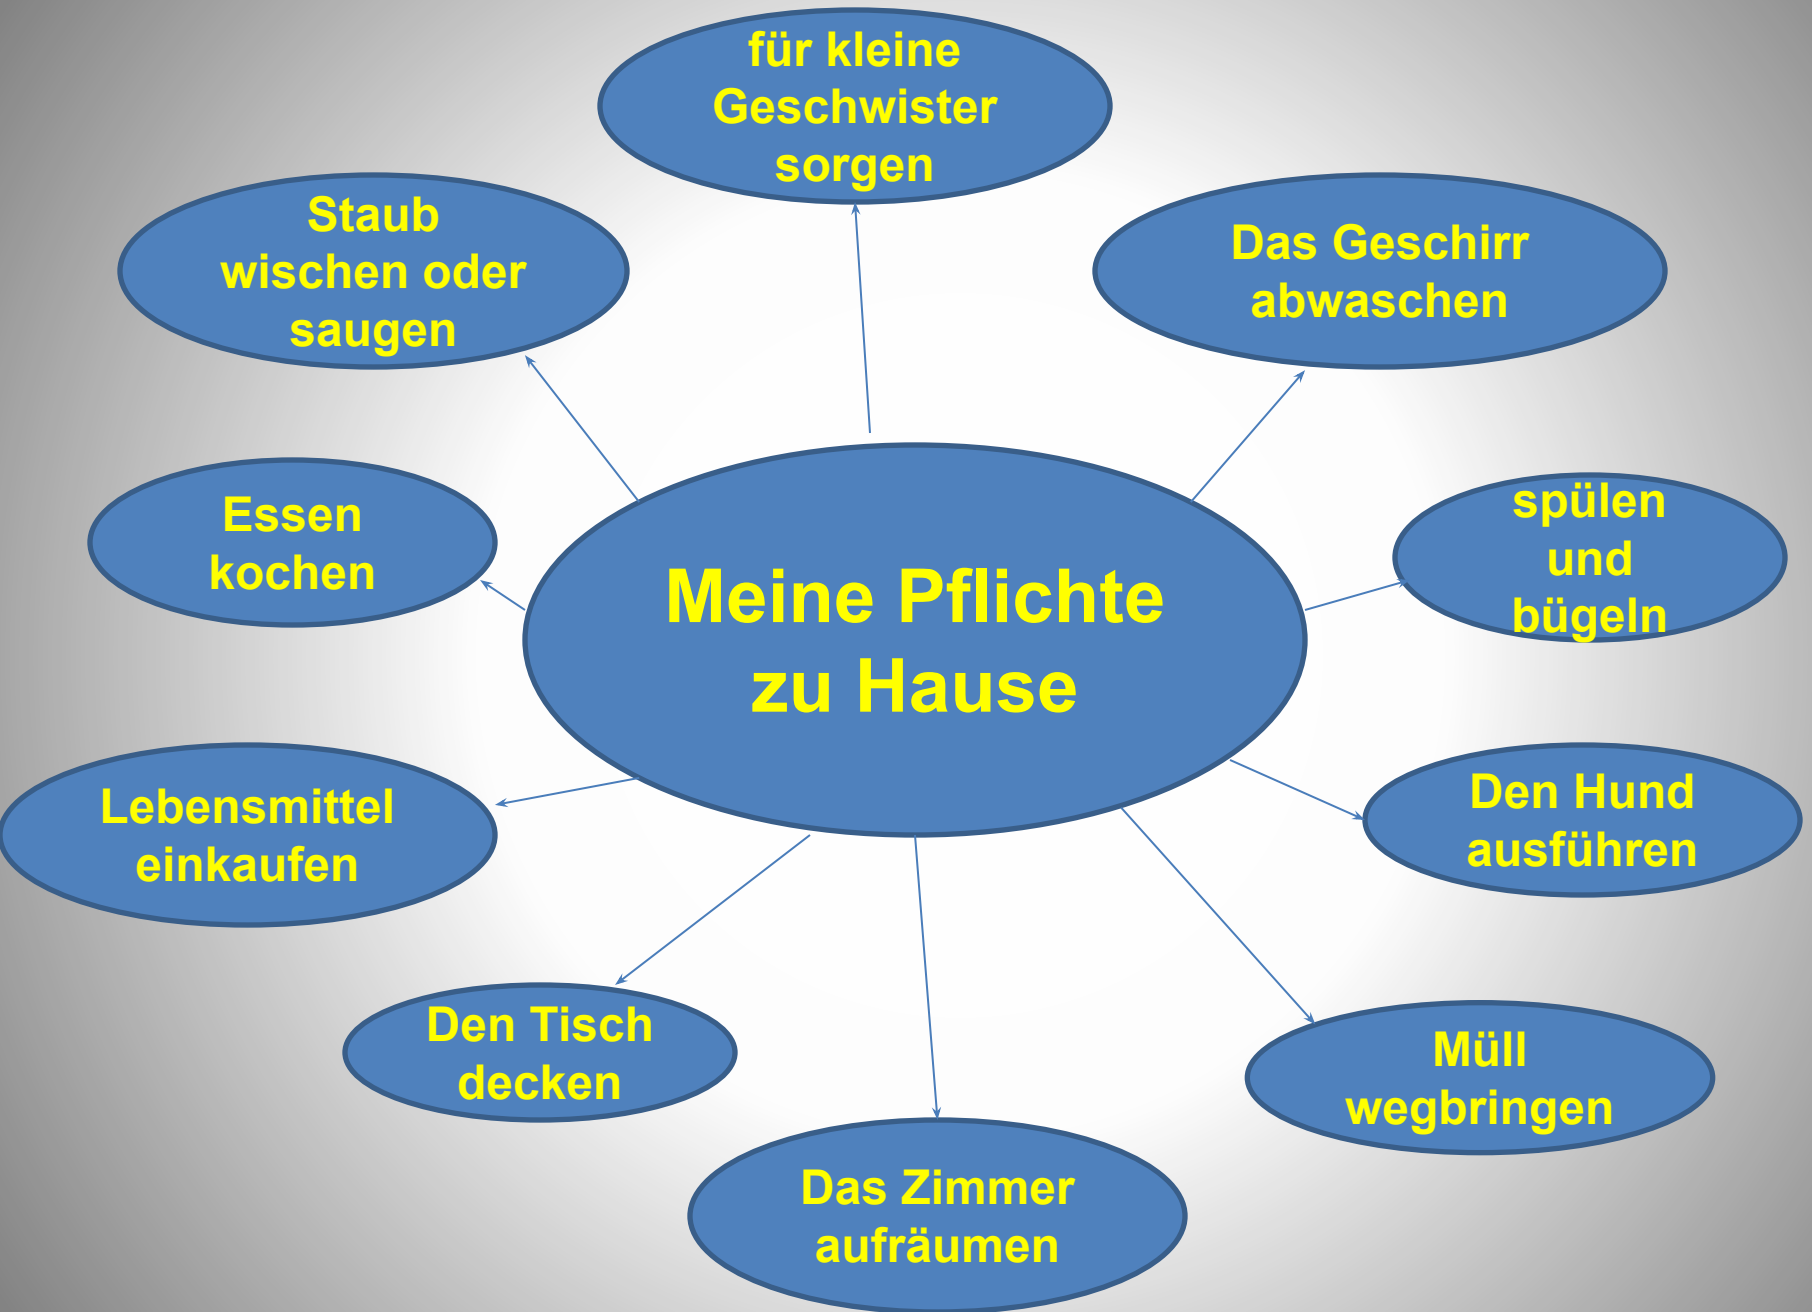 für kleine
Geschwister
sorgen
Staub
wischen oder
saugen
Das Geschirr
abwaschen
Essen
kochen
spülen
und
bügeln
Meine Pflichte
zu Hause
Lebensmittel
einkaufen
Den Hund
ausführen
Den Tisch
decken
Müll
wegbringen
Das Zimmer
aufräumen